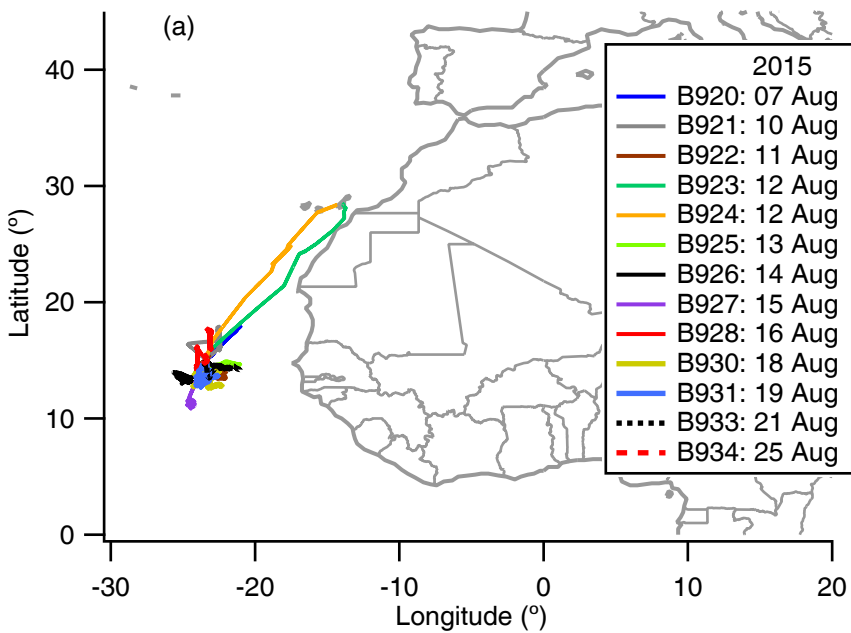 (a)
2015
B920: 07 Aug
B921: 10 Aug
B922: 11 Aug
B923: 12 Aug
B924: 12 Aug
B925: 13 Aug
B926: 14 Aug
B927: 15 Aug
B928: 16 Aug
B930: 18 Aug
B931: 19 Aug
B933: 21 Aug
B934: 25 Aug
Latitude (º)
40
30
20
10
0
-30 -20 -10 0 10 20
Longitude (º)